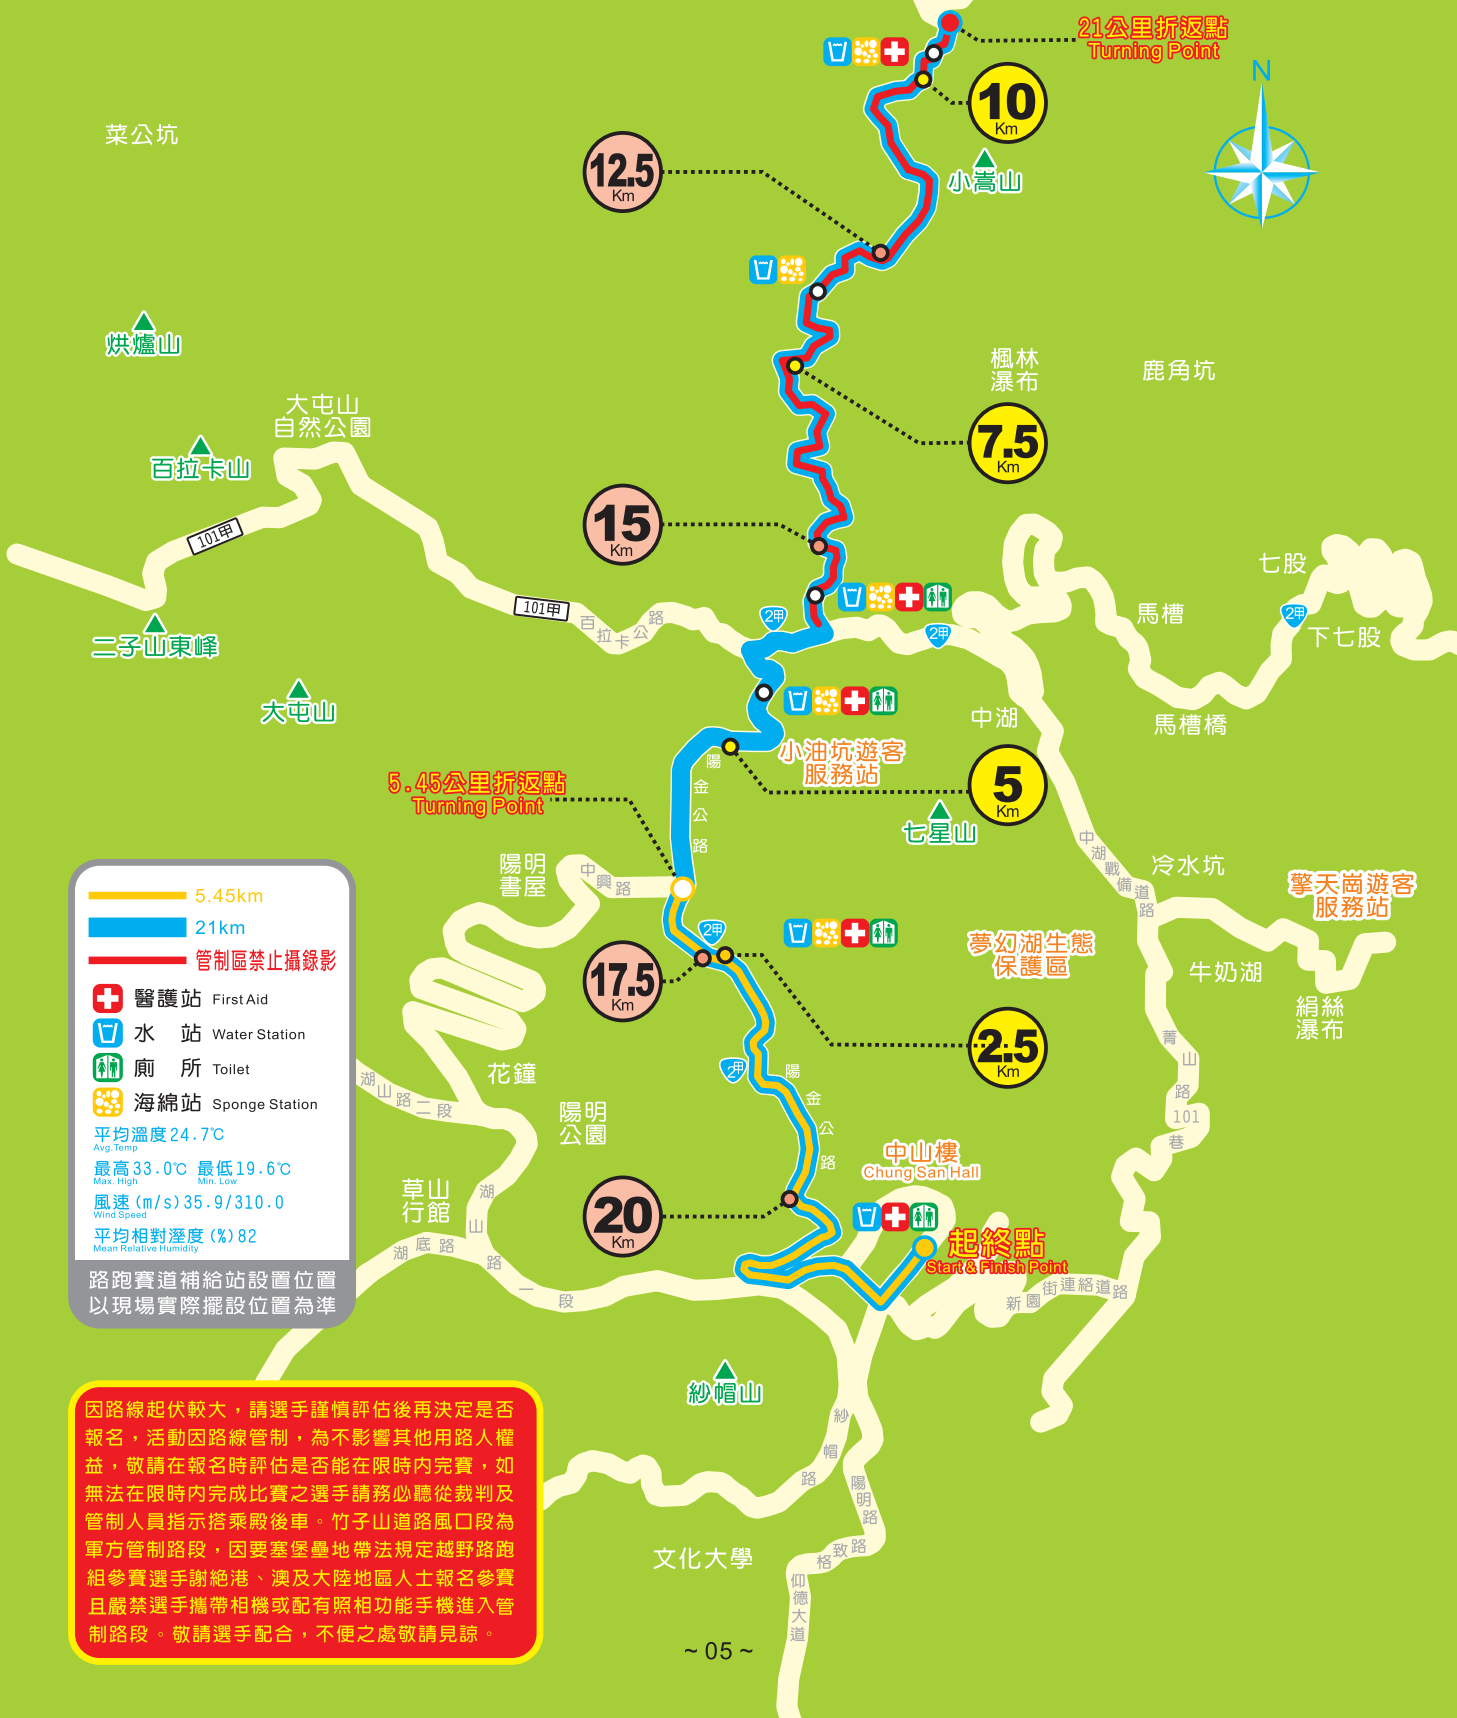 21公里折返點
Turning Point
N
10
Km
菜公坑
12.5
Km
小嵩山
烘爐山
楓林
瀑布
鹿角坑
大屯山
自然公園
7.5
Km
百拉卡山
101甲
15
Km
七股
101甲
百拉卡公路
2甲
2甲
馬槽
2甲
下七股
二子山東峰
大屯山
中湖
馬槽橋
小油坑遊客
服務站
陽金公路
5.45公里折返點
Turning Point
5
Km
七星山
陽明
書屋
中興路
中湖戰備道路
冷水坑
擎天崗遊客
服務站
2甲
夢幻湖生態
保護區
牛奶湖
17.5
Km
絹絲
瀑布
2.5
Km
菁山路101巷
花鐘
2甲
陽金公路
陽明
公園
湖山路二段
中山樓
Chung San Hall
草山
行館
20
Km
起終點
Start & Finish Point
湖底路
湖山路一段
新園街連絡道路
紗帽山
紗帽路
陽明路
格致路
文化大學
仰德大道
5.45km
21km
管制區禁止攝錄影
醫護站 First Aid
水 站 Water Station
廁 所 Toilet
海綿站 Sponge Station
平均溫度24.7℃
Avg.Temp
最高33.0℃ 最低19.6℃
Max. High Min. Low
風速(m/s)35.9/310.0
Wind Speed
平均相對溼度(%)82
Mean Relative Humidity
路跑賽道補給站設置位置
以現場實際擺設位置為準
因路線起伏較大，請選手謹慎評估後再決定是否
報名，活動因路線管制，為不影響其他用路人權
益，敬請在報名時評估是否能在限時内完賽，如
無法在限時内完成比賽之選手請務必聽從裁判及
管制人員指示搭乘殿後車。竹子山道路風口段為
軍方管制路段，因要塞堡壘地帶法規定越野路跑
組參賽選手謝絕港、澳及大陸地區人士報名參賽
且嚴禁選手攜帶相機或配有照相功能手機進入管
制路段。敬請選手配合，不便之處敬請見諒。
~ 05 ~